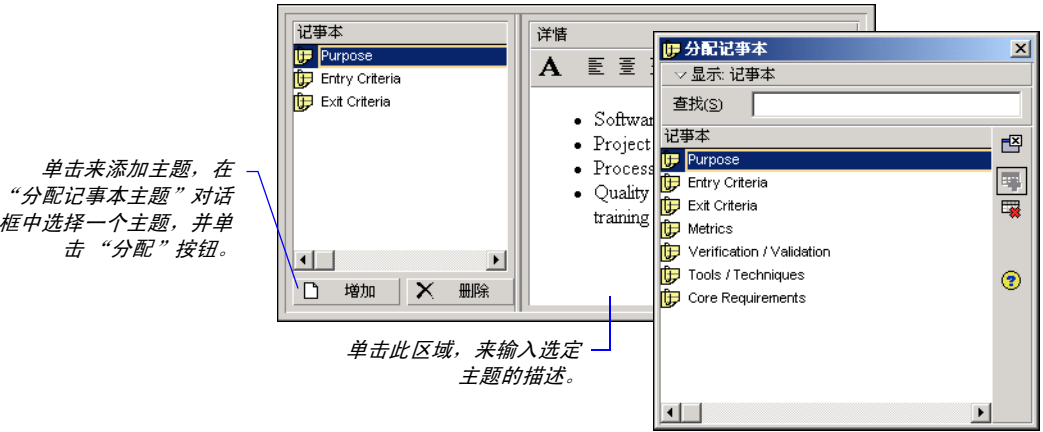 记事本
Purpose
Entry Criteria
Exit Criteria
增加
删除
详情
A
Software
Project
Process
Quality
training
分配记事本
显示: 记事本
查找(S)
记事本
Purpose
Entry Criteria
Exit Criteria
Metrics
Verification / Validation
Tools / Techniques
Core Requirements
单击来添加主题，在
“分配记事本主题”对话
框中选择一个主题，并单
击 “分配”按钮。
单击此区域，来输入选定
主题的描述。